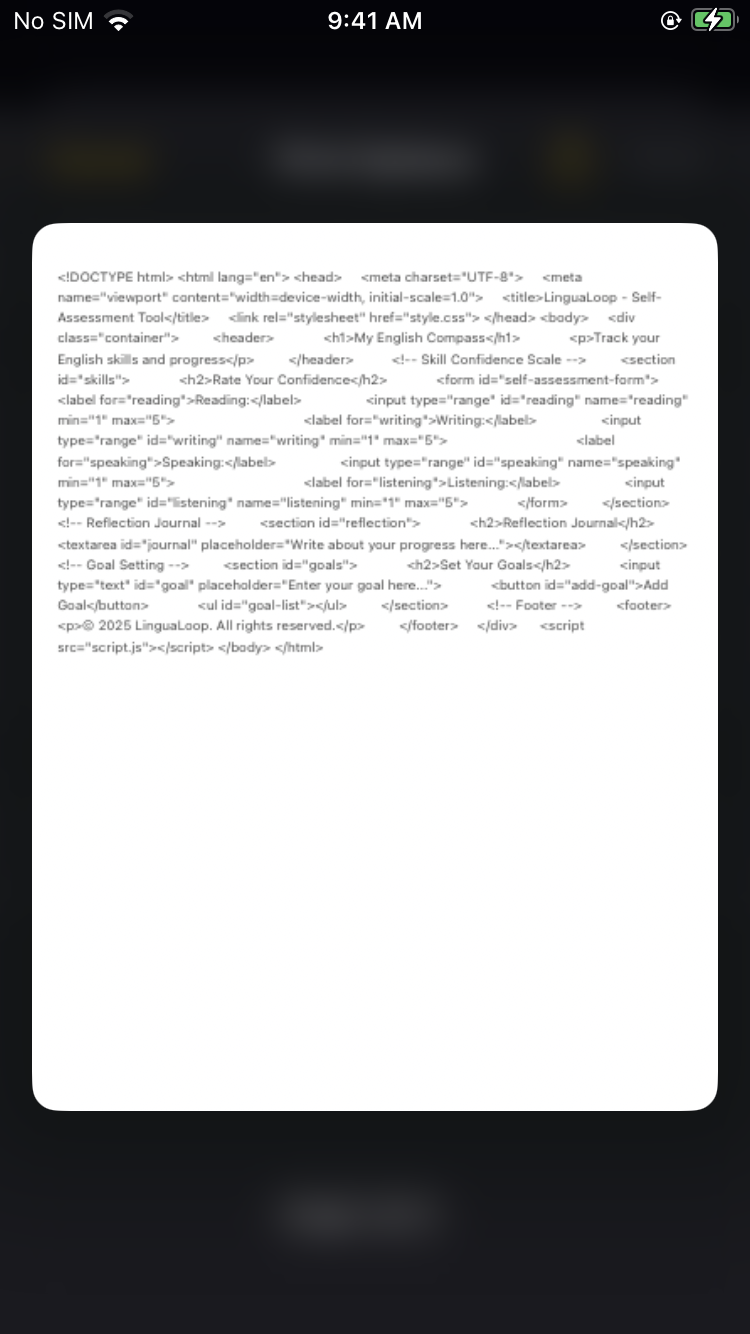 No SIM 9:41 AM
<!DOCTYPE html> <html lang="en"> <head> <meta charset="UTF-8"> <meta
name="viewport" content="width=device-width, initial-scale=1.0"> <title>LinguaLoop - Self-
Assessment Tool</title> <link rel="stylesheet" href="style.css"> </head> <body> <div
class="container"> <header> <h1>My English Compass</h1> <p>Track your
English skills and progress</p> </header> <!-- Skill Confidence Scale --> <section
id="skills"> <h2>Rate Your Confidence</h2> <form id="self-assessment-form">
<label for="reading">Reading:</label> <input type="range" id="reading" name="reading"
min="1" max="5"> <label for="writing">Writing:</label> <input
type="range" id="writing" name="writing" min="1" max="5"> <label
for="speaking">Speaking:</label> <input type="range" id="speaking" name="speaking"
min="1" max="5"> <label for="listening">Listening:</label> <input
type="range" id="listening" name="listening" min="1" max="5"> </form> </section>
<!-- Reflection Journal --> <section id="reflection"> <h2>Reflection Journal</h2>
<textarea id="journal" placeholder="Write about your progress here..."></textarea> </section>
<!-- Goal Setting --> <section id="goals"> <h2>Set Your Goals</h2> <input
type="text" id="goal" placeholder="Enter your goal here..."> <button id="add-goal">Add
Goal</button> <ul id="goal-list"></ul> </section> <!-- Footer --> <footer>
<p>© 2025 LinguaLoop. All rights reserved.</p> </footer> </div> <script
src="script.js"></script> </body> </html>